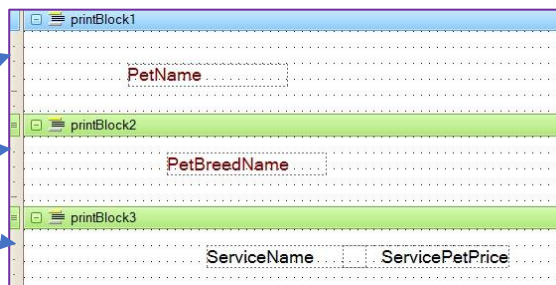 printBlock1
PetName
printBlock2
PetBreedName
printBlock3
ServiceName ServicePetPrice